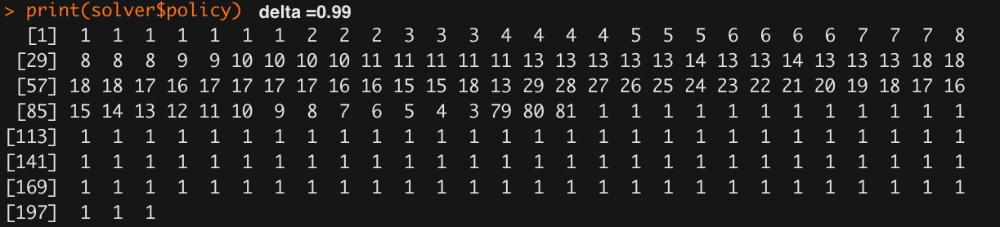 > print(solver$policy) delta =0.99
[1] 1 1 1 1 1 1 1 2 2 2 3 3 3 4 4 4 4 5 5 5 6 6 6 6 7 7 7 8
[29] 8 8 8 9 9 10 10 10 10 11 11 11 11 11 13 13 13 13 13 14 13 13 14 13 13 13 18 18
[57] 18 18 17 16 17 17 17 17 16 16 15 15 18 13 29 28 27 26 25 24 23 22 21 20 19 18 17 16
[85] 15 14 13 12 11 10 9 8 7 6 5 4 3 79 80 81 1 1 1 1 1 1 1 1 1 1 1 1
[113] 1 1 1 1 1 1 1 1 1 1 1 1 1 1 1 1 1 1 1 1 1 1 1 1 1 1 1 1
[141] 1 1 1 1 1 1 1 1 1 1 1 1 1 1 1 1 1 1 1 1 1 1 1 1 1 1 1 1
[169] 1 1 1 1 1 1 1 1 1 1 1 1 1 1 1 1 1 1 1 1 1 1 1 1 1 1 1 1
[197] 1 1 1